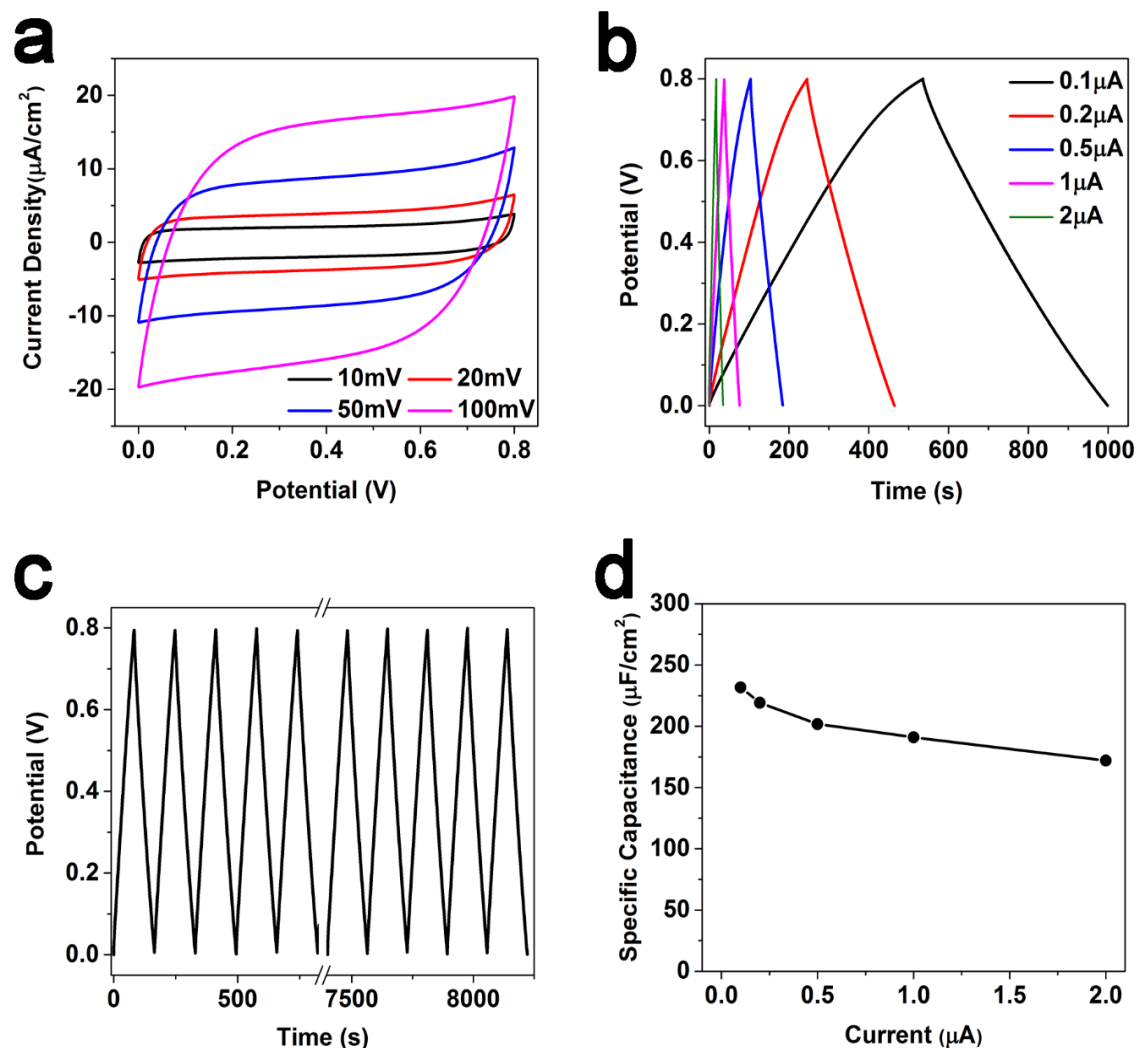 a
20
10
0
-10
-20
Current Density(μA/cm²)
10mV 20mV
50mV 100mV
0.0 0.2 0.4 0.6 0.8
Potential (V)
b
0.8
0.6
0.4
0.2
0.0
Potential (V)
0.1μA
0.2μA
0.5μA
1μA
2μA
0 200 400 600 800 1000
Time (s)
c
0.8
0.6
0.4
0.2
0.0
Potential (V)
0 500 7500 8000
Time (s)
d
300
250
200
150
100
50
0
Specific Capacitance (μF/cm²)
0.0 0.5 1.0 1.5 2.0
Current (μA)